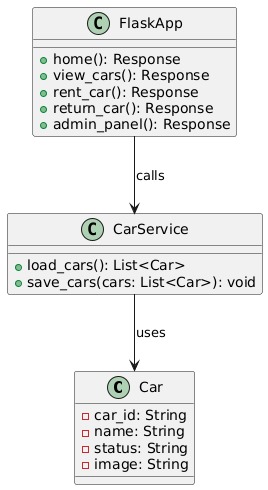 C FlaskApp
home(): Response
view_cars(): Response
rent_car(): Response
return_car(): Response
admin_panel(): Response
calls
C CarService
load_cars(): List<Car>
save_cars(cars: List<Car>): void
uses
C Car
car_id: String
name: String
status: String
image: String